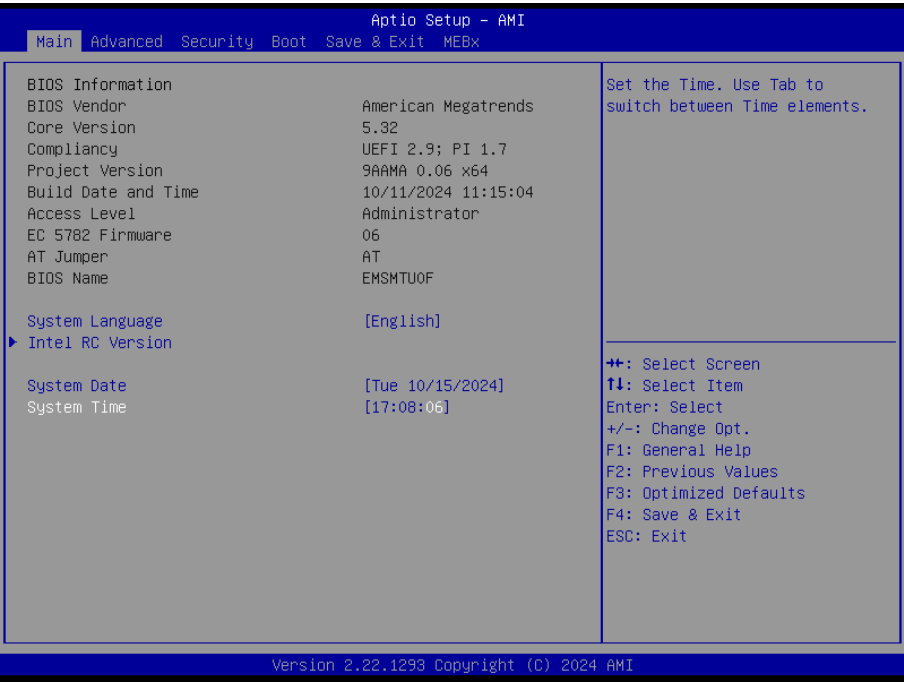 Aptio Setup – AMI
Main Advanced Security Boot Save & Exit MEBx
BIOS Information
BIOS Vendor American Megatrends
Core Version 5.32
Compliancy UEFI 2.9; PI 1.7
Project Version 9AAMA 0.06 x64
Build Date and Time 10/11/2024 11:15:04
Access Level Administrator
EC 5782 Firmware 06
AT Jumper AT
BIOS Name EMSMTU0F
System Language [English]
Intel RC Version
System Date [Tue 10/15/2024]
System Time [17:08:06]
Set the Time. Use Tab to
switch between Time elements.
→←: Select Screen
↑↓: Select Item
Enter: Select
+/-: Change Opt.
F1: General Help
F2: Previous Values
F3: Optimized Defaults
F4: Save & Exit
ESC: Exit
Version 2.22.1293 Copyright (C) 2024 AMI